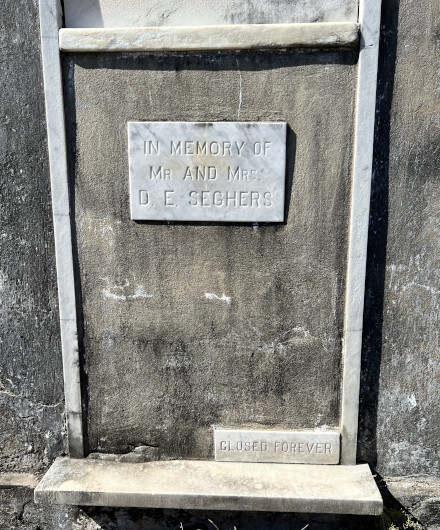 IN MEMORY OF
MR AND MRS.
D. E. SEGHERS
CLOSED FOREVER